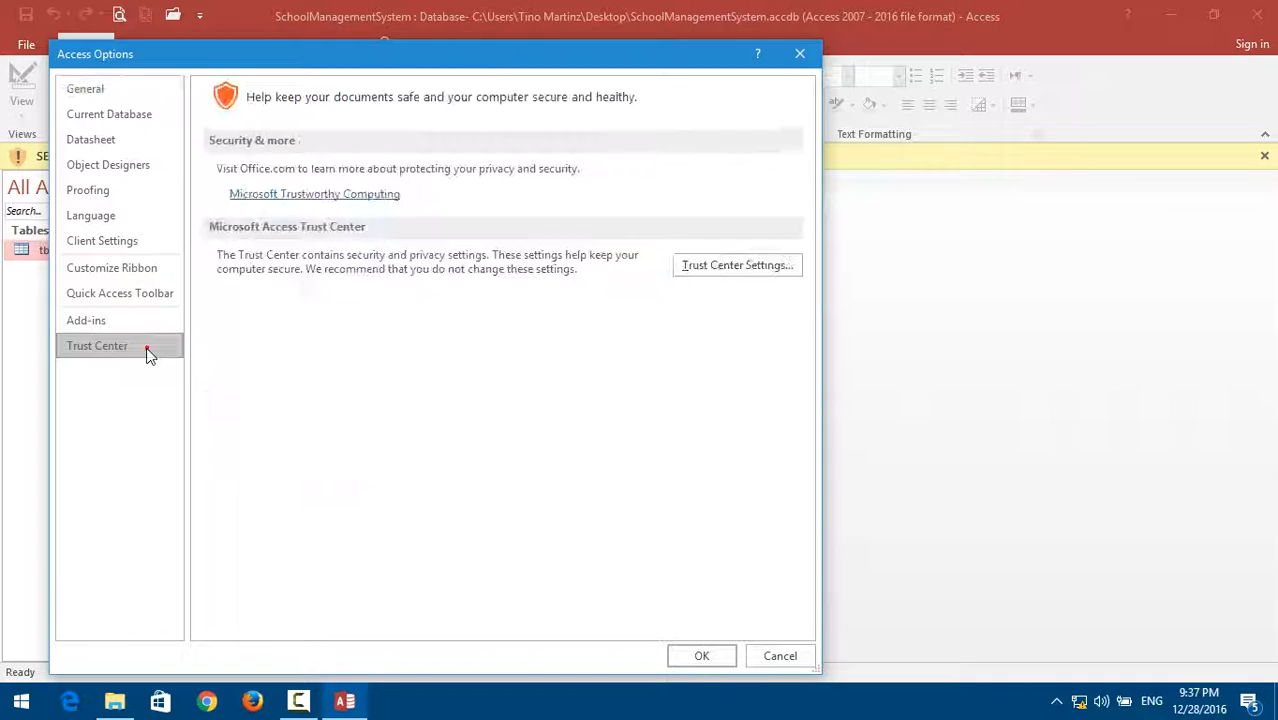 SchoolManagementSystem : Database- C:\Users\Tino Martinz\Desktop\SchoolManagementSystem.accdb (Access 2007 - 2016 file format) - Access
File
Sign in
Access Options
View
Views
Text Formatting
SE
All A
Search...
Tables
tb
General
Current Database
Datasheet
Object Designers
Proofing
Language
Client Settings
Customize Ribbon
Quick Access Toolbar
Add-ins
Trust Center
Help keep your documents safe and your computer secure and healthy.
Security & more
Visit Office.com to learn more about protecting your privacy and security.
Microsoft Trustworthy Computing
Microsoft Access Trust Center
The Trust Center contains security and privacy settings. These settings help keep your
computer secure. We recommend that you do not change these settings.
Trust Center Settings...
OK
Cancel
Ready
ENG
9:37 PM
12/28/2016
5